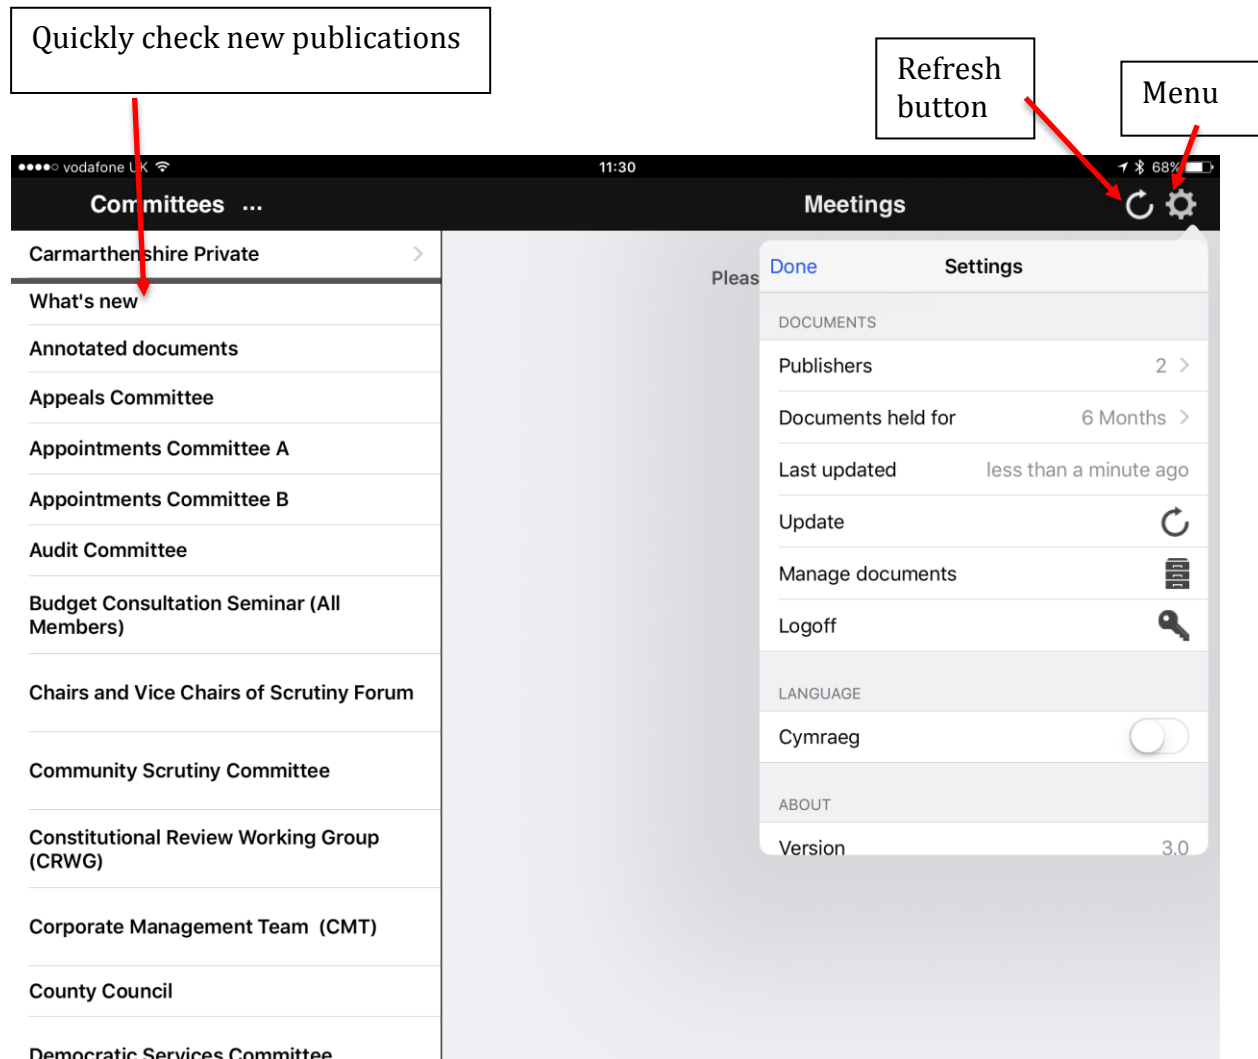 Quickly check new publications
Refresh
button
Menu
vodafone UK
11:30
68%
Committees ...
Meetings
Carmarthenshire Private
What's new
Annotated documents
Appeals Committee
Appointments Committee A
Appointments Committee B
Audit Committee
Budget Consultation Seminar (All
Members)
Chairs and Vice Chairs of Scrutiny Forum
Community Scrutiny Committee
Constitutional Review Working Group
(CRWG)
Corporate Management Team (CMT)
County Council
Democratic Services Committee
Pleas
Done
Settings
DOCUMENTS
Publishers 2
Documents held for 6 Months
Last updated less than a minute ago
Update
Manage documents
Logoff
LANGUAGE
Cymraeg
ABOUT
Version 3.0